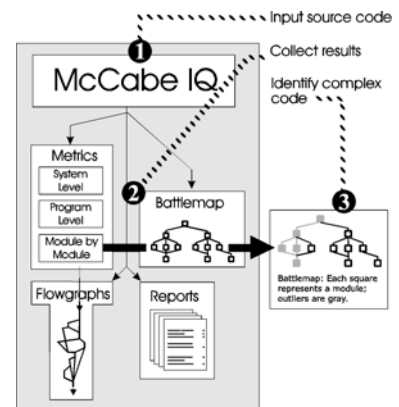 Input source code
1
Collect results
McCabe IQ
Identify complex
code
Metrics
System
Level
2
Program
Level
Battlemap
3
Module by
Module
Battlemap: Each square
represents a module;
outliers are gray.
Flowgraphs
Reports